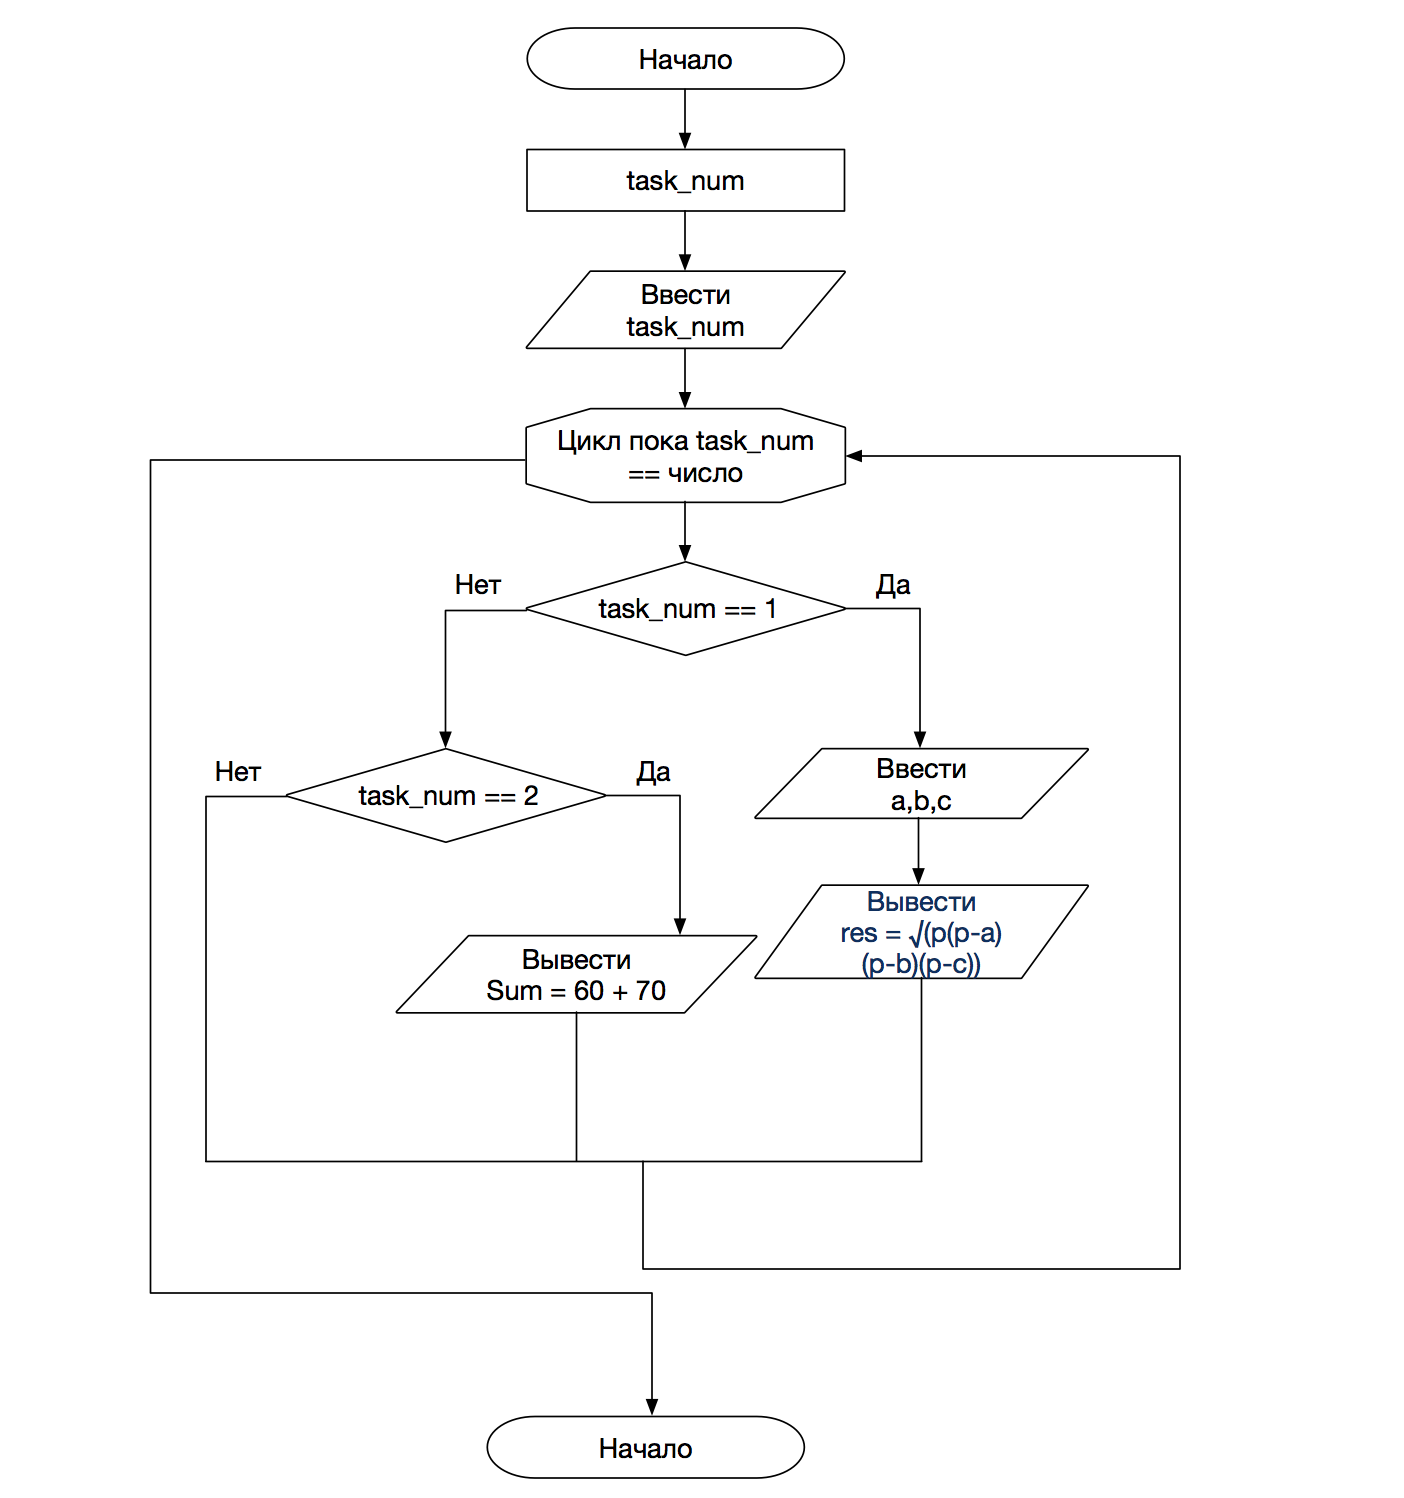 Начало
task_num
Ввести
task_num
Цикл пока task_num
== число
Нет
Да
task_num == 1
Нет
Да
task_num == 2
Ввести
a,b,c
Вывести
res = √(p(p-a)
(p-b)(p-c))
Вывести
Sum = 60 + 70
Начало